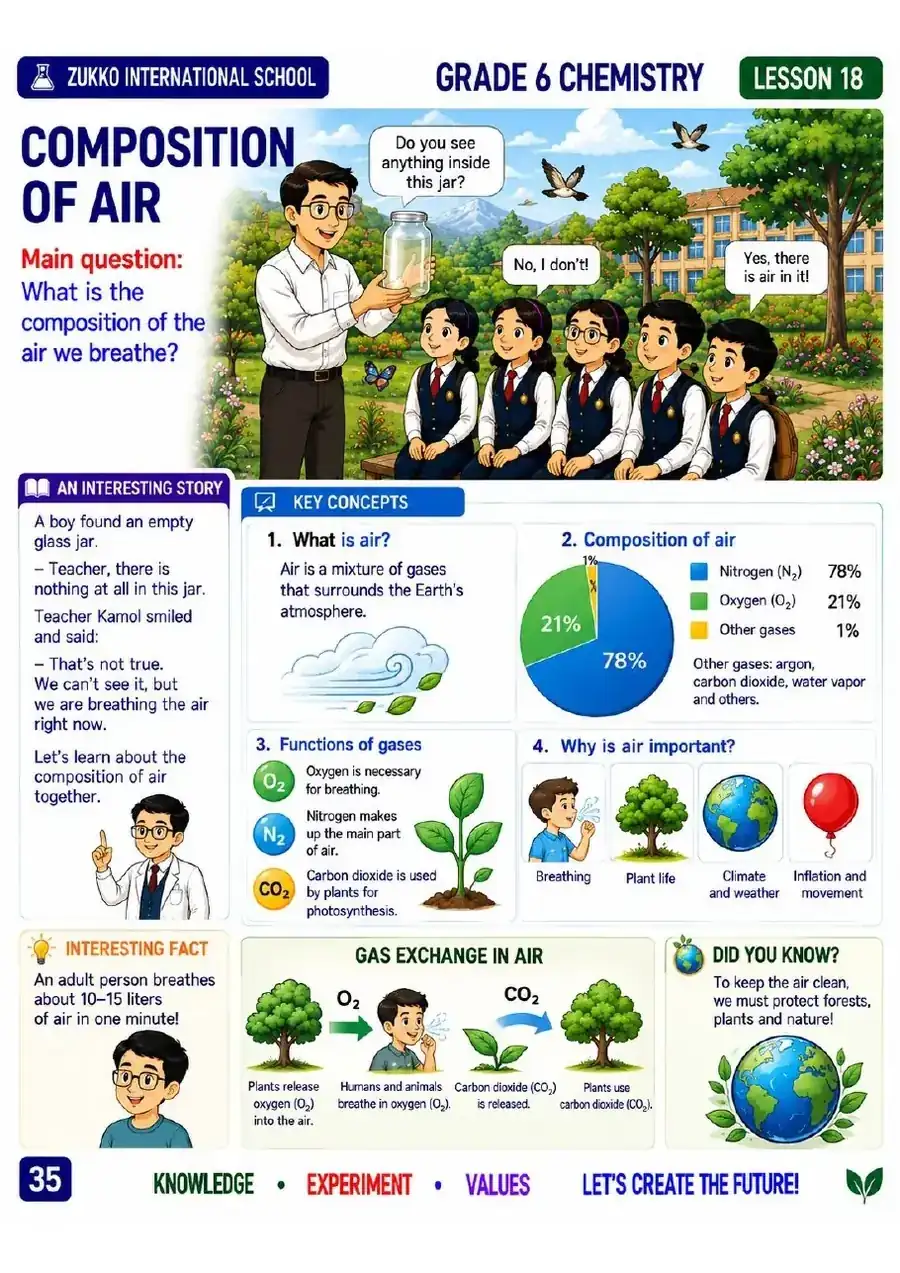 ZUKKO INTERNATIONAL SCHOOL
GRADE 6 CHEMISTRY
LESSON 18
COMPOSITION
OF AIR
Main question:
What is the
composition of the
air we breathe?
Do you see
anything inside
this jar?
No, I don't!
Yes, there
is air in it!
AN INTERESTING STORY
A boy found an empty
glass jar.
– Teacher, there is
nothing at all in this jar.
Teacher Kamol smiled
and said:
– That's not true.
We can't see it, but
we are breathing the air
right now.
Let's learn about the
composition of air
together.
KEY CONCEPTS
1. What is air?
Air is a mixture of gases
that surrounds the Earth's
atmosphere.
2. Composition of air
1%
%
21%
78%
Nitrogen (N₂) 78%
Oxygen (O₂) 21%
Other gases 1%
Other gases: argon,
carbon dioxide, water vapor
and others.
3. Functions of gases
O₂
Oxygen is necessary
for breathing.
N₂
Nitrogen makes
up the main part
of air.
CO₂
Carbon dioxide is used
by plants for
photosynthesis.
4. Why is air important?
Breathing
Plant life
Climate
and weather
Inflation and
movement
INTERESTING FACT
An adult person breathes
about 10–15 liters
of air in one minute!
GAS EXCHANGE IN AIR
O₂
CO₂
Plants release
oxygen (O₂)
into the air.
Humans and animals
breathe in oxygen (O₂).
Carbon dioxide (CO₂)
is released.
Plants use
carbon dioxide (CO₂).
DID YOU KNOW?
To keep the air clean,
we must protect forests,
plants and nature!
35
KNOWLEDGE • EXPERIMENT • VALUES
LET'S CREATE THE FUTURE!